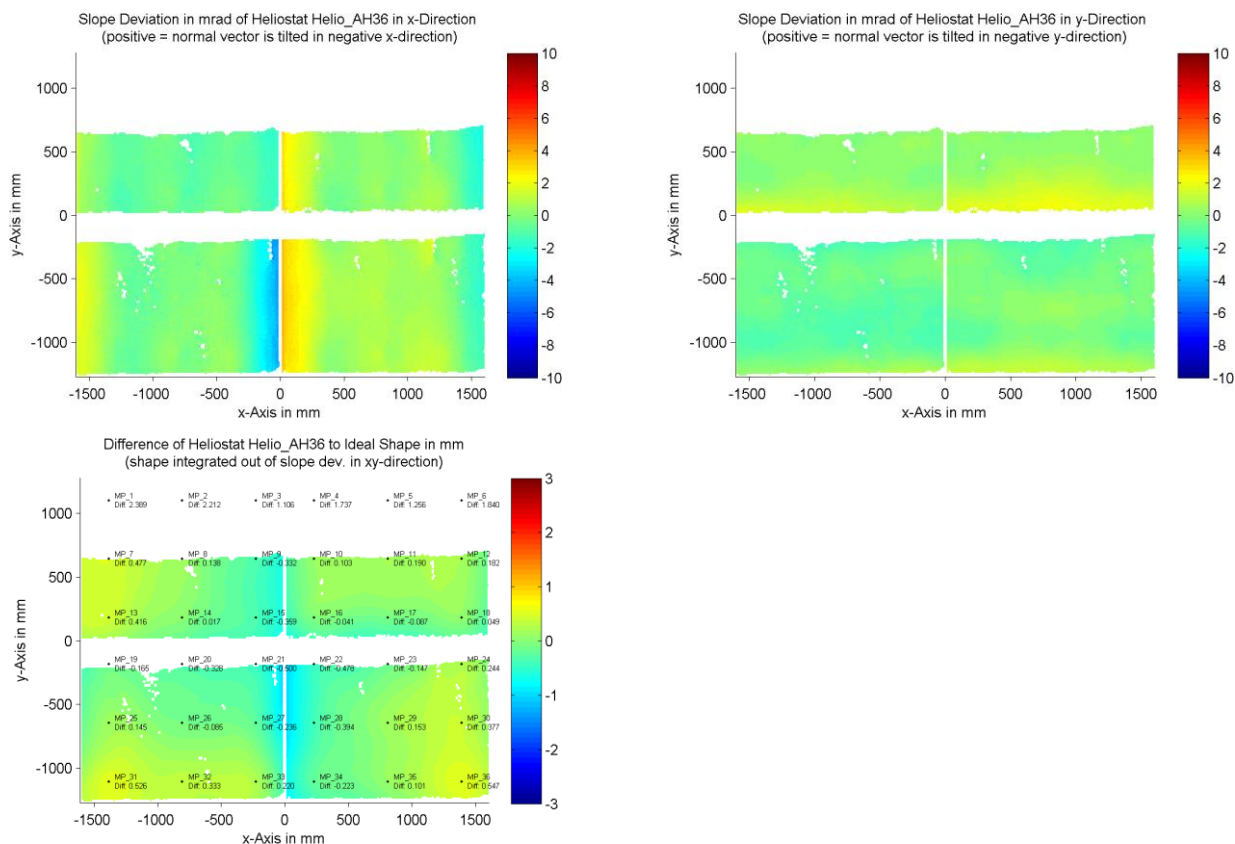 Slope Deviation in mrad of Heliostat Helio_AH36 in x-Direction
(positive = normal vector is tilted in negative x-direction)
10
8
6
4
2
0
-2
-4
-6
-8
-10
1000
500
0
-500
-1000
y-Axis in mm
-1500 -1000 -500 0 500 1000 1500
x-Axis in mm
Slope Deviation in mrad of Heliostat Helio_AH36 in y-Direction
(positive = normal vector is tilted in negative y-direction)
10
8
6
4
2
0
-2
-4
-6
-8
-10
1000
500
0
-500
-1000
y-Axis in mm
-1500 -1000 -500 0 500 1000 1500
x-Axis in mm
Difference of Heliostat Helio_AH36 to Ideal Shape in mm
(shape integrated out of slope dev. in xy-direction)
3
2
1
0
-1
-2
-3
1000
500
0
-500
-1000
y-Axis in mm
MP_1 MP_2 MP_3 MP_4 MP_5 MP_6
Diff: 2.389 Diff: 2.212 Diff: 1.106 Diff: 1.737 Diff: 1.256 Diff: 1.840
MP_7 MP_8 MP_9 MP_10 MP_11 MP_12
Diff: 0.477 Diff: 0.138 Diff: -0.332 Diff: 0.103 Diff: 0.190 Diff: 0.182
MP_13 MP_14 MP_15 MP_16 MP_17 MP_18
Diff: 0.416 Diff: 0.017 Diff: -0.359 Diff: -0.041 Diff: -0.087 Diff: 0.049
MP_19 MP_20 MP_21 MP_22 MP_23 MP_24
Diff: -0.165 Diff: -0.328 Diff: -0.500 Diff: -0.478 Diff: -0.147 Diff: 0.244
MP_25 MP_26 MP_27 MP_28 MP_29 MP_30
Diff: 0.145 Diff: -0.085 Diff: -0.236 Diff: -0.394 Diff: 0.153 Diff: 0.377
MP_31 MP_32 MP_33 MP_34 MP_35 MP_36
Diff: 0.526 Diff: 0.333 Diff: 0.220 Diff: -0.223 Diff: 0.101 Diff: 0.547
-1500 -1000 -500 0 500 1000 1500
x-Axis in mm